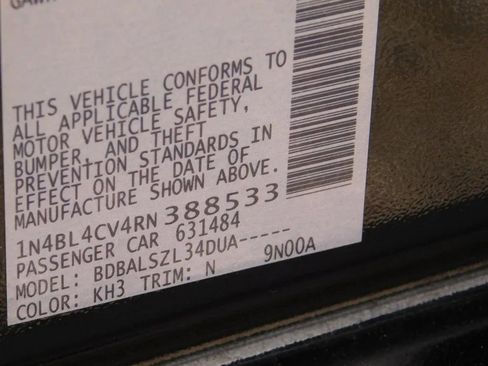 THIS VEHICLE CONFORMS TO
ALL APPLICABLE FEDERAL
MOTOR VEHICLE SAFETY,
BUMPER, AND THEFT
PREVENTION STANDARDS IN
EFFECT ON THE DATE OF
MANUFACTURE SHOWN ABOVE.
1N4BL4CV4RN388533
PASSENGER CAR 631484
MODEL: BDBALSZL34DUA-----
COLOR: KH3 TRIM: N 9N00A